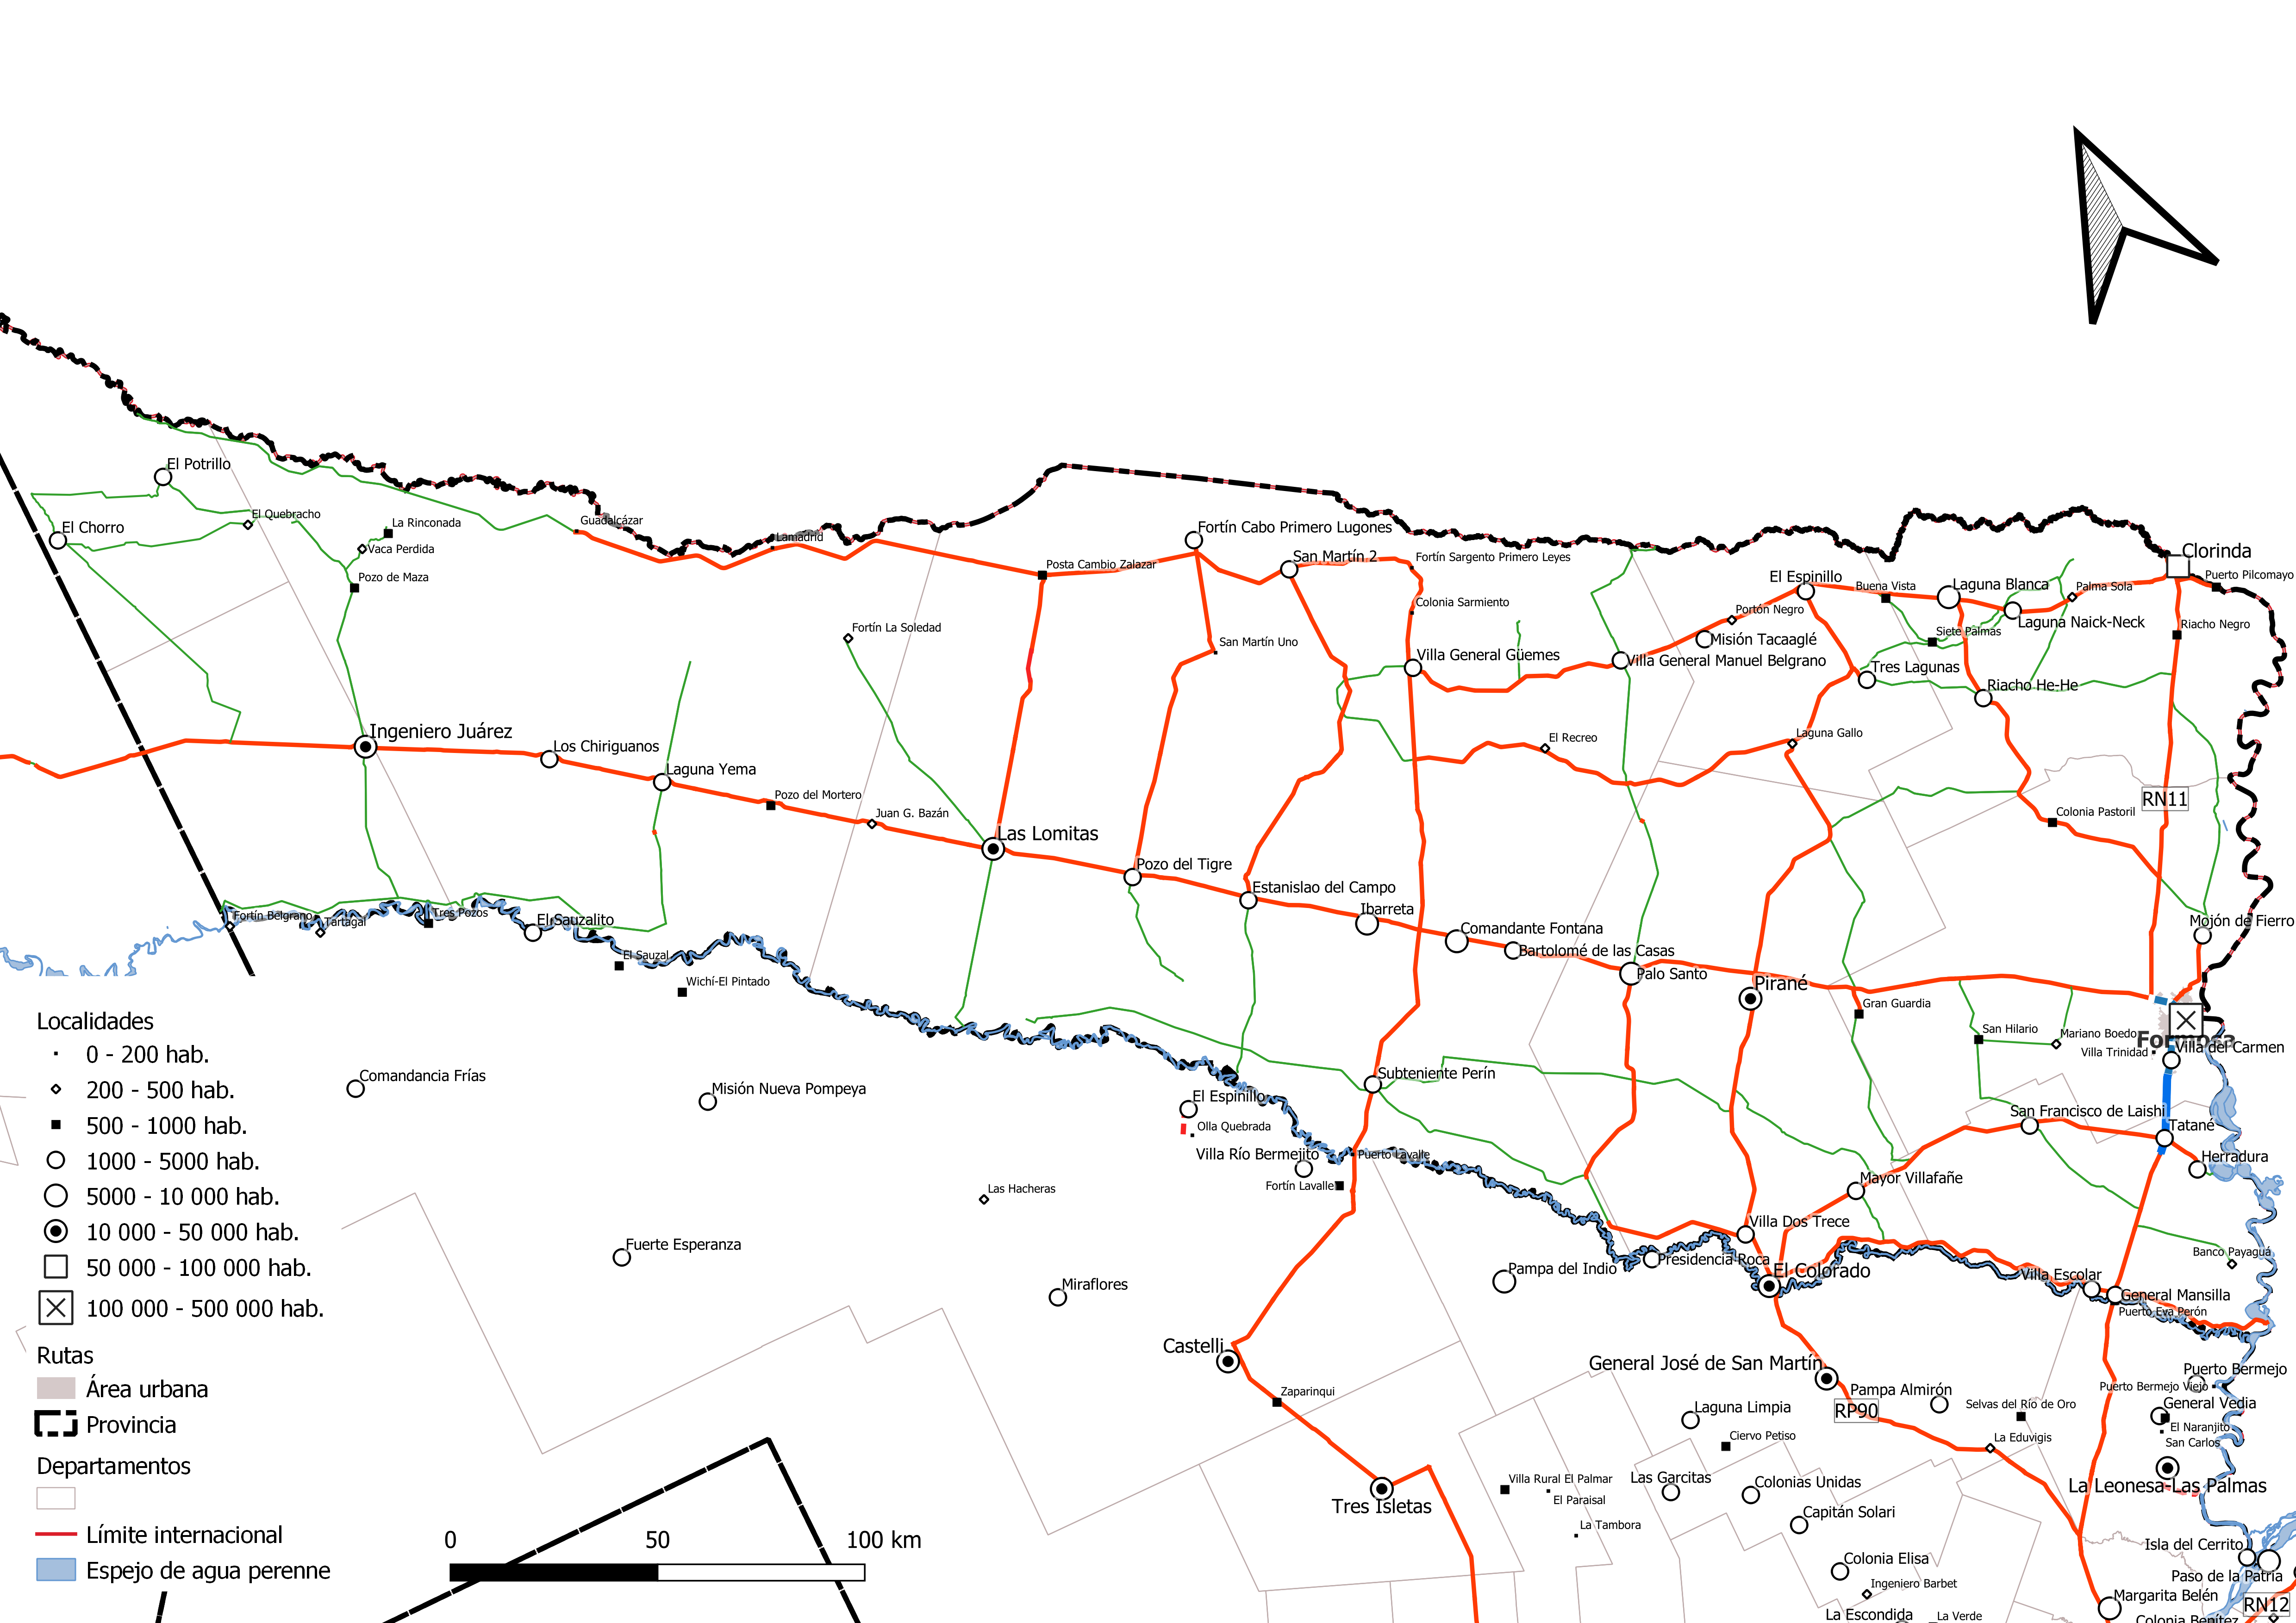 El Potrillo
El Chorro
El Quebracho
La Rinconada
Vaca Perdida
Pozo de Maza
Guadalcázar
Lamadrid
Posta Cambio Zalazar
Fortín Cabo Primero Lugones
San Martín 2
Fortín Sargento Primero Leyes
Colonia Sarmiento
San Martín Uno
Fortín La Soledad
Villa General Güemes
Villa General Manuel Belgrano
Misión Tacaaglé
Portón Negro
El Espinillo
Buena Vista
Laguna Blanca
Palma Sola
Clorinda
Puerto Pilcomayo
Laguna Naick-Neck
Riacho Negro
Siete Palmas
Tres Lagunas
Riacho He-He
Ingeniero Juárez
Los Chiriguanos
Laguna Yema
Pozo del Mortero
Juan G. Bazán
Las Lomitas
Pozo del Tigre
Estanislao del Campo
Ibarreta
Comandante Fontana
Bartolomé de las Casas
Palo Santo
Pirané
El Recreo
Laguna Gallo
RN11
Colonia Pastoril
Mojón de Fierro
Gran Guardia
San Hilario
Mariano Boedo
Formosa
Villa Trinidad
Villa del Carmen
Fortín Belgrano
Tartagal
Tres Pozos
El Sauzalito
El Sauzal
Wichí-El Pintado
Localidades
0 - 200 hab.
200 - 500 hab.
500 - 1000 hab.
1000 - 5000 hab.
5000 - 10 000 hab.
10 000 - 50 000 hab.
50 000 - 100 000 hab.
100 000 - 500 000 hab.
Rutas
Área urbana
Provincia
Departamentos
Límite internacional
Espejo de agua perenne
0 50 100 km
Comandancia Frías
Misión Nueva Pompeya
El Espinillo
Olla Quebrada
Villa Río Bermejito
Puerto Lavalle
Fortín Lavalle
Subteniente Perín
Las Hacheras
Fuerte Esperanza
Miraflores
Castelli
Zaparinqui
Tres Isletas
San Francisco de Laishi
Tatané
Herradura
Mayor Villafañe
Villa Dos Trece
Presidencia Roca
Pampa del Indio
El Colorado
Banco Payaguá
Villa Escolar
General Mansilla
Puerto Eva Perón
General José de San Martín
Pampa Almirón
RP90
Laguna Limpia
Ciervo Petiso
Selvas del Río de Oro
La Eduvigis
Puerto Bermejo
Puerto Bermejo Viejo
General Vedia
El Naranjito
San Carlos
La Leonesa-Las Palmas
Villa Rural El Palmar
El Paraisal
La Tambora
Las Garcitas
Colonias Unidas
Capitán Solari
Colonia Elisa
Ingeniero Barbet
La Escondida
La Verde
Isla del Cerrito
Paso de la Patria
Margarita Belén
RN12
Colonia Benítez